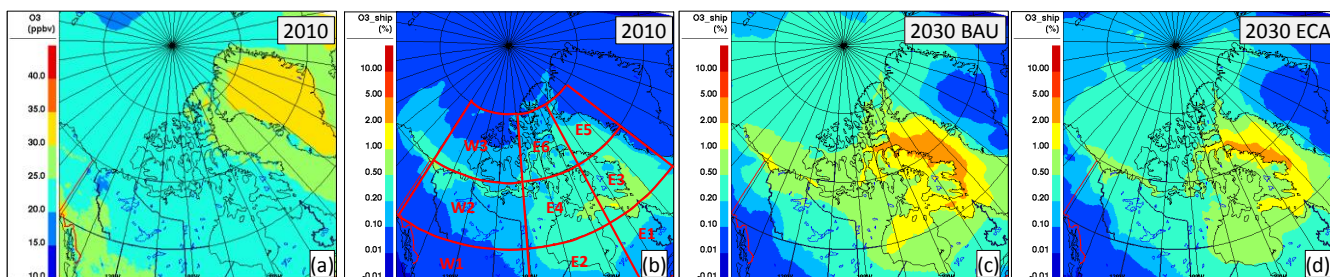 O3
(ppbv)
2010
40.0
35.0
30.0
25.0
20.0
15.0
10.0
(a)
O3_ship
(%)
2010
10.00
5.00
2.00
1.00
0.50
0.20
0.10
0.01
-0.01
W3
E6
E5
W2
E4
E3
W1
E2
E1
(b)
O3_ship
(%)
2030 BAU
10.00
5.00
2.00
1.00
0.50
0.20
0.10
0.01
-0.01
(c)
O3_ship
(%)
2030 ECA
10.00
5.00
2.00
1.00
0.50
0.20
0.10
0.01
-0.01
(d)